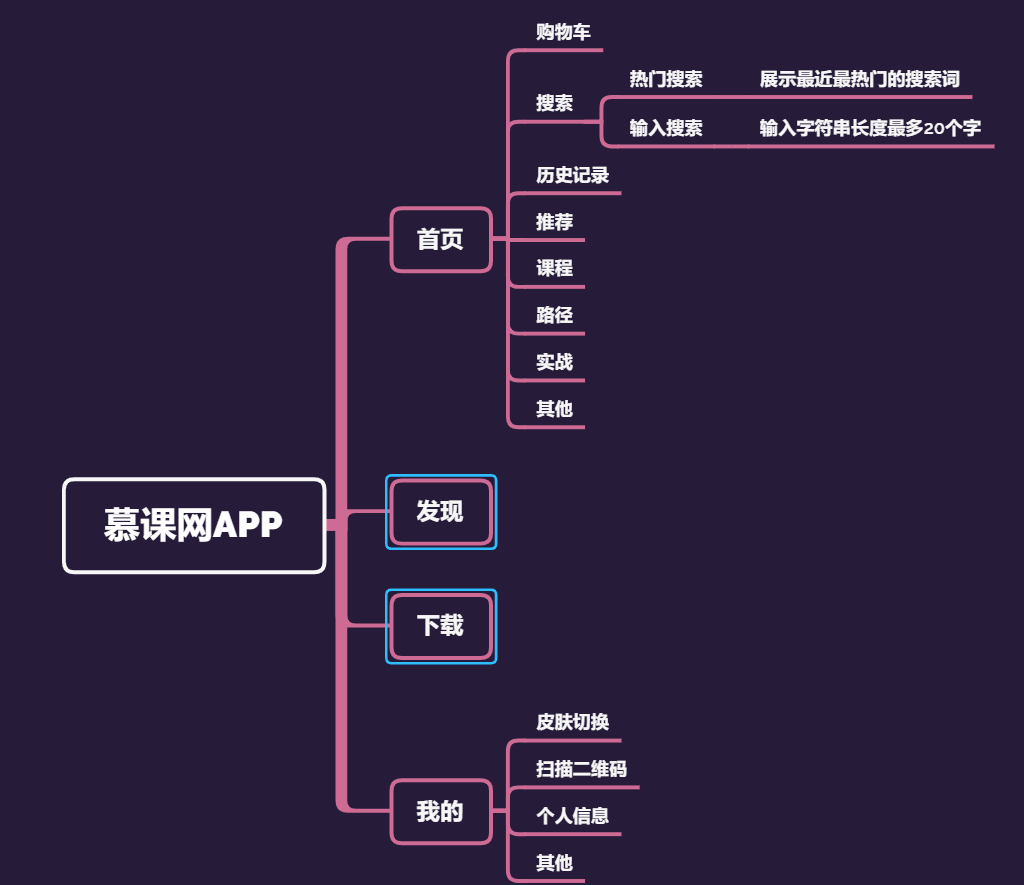 慕课网APP
首页
购物车
搜索
热门搜索
展示最近最热门的搜索词
输入搜索
输入字符串长度最多20个字
历史记录
推荐
课程
路径
实战
其他
发现
下载
我的
皮肤切换
扫描二维码
个人信息
其他